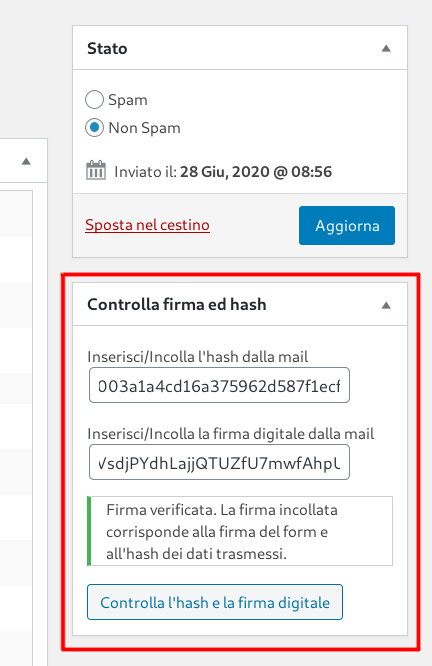 Stato
Spam
Non Spam
Inviato il: 28 Giu, 2020 @ 08:56
Sposta nel cestino
Aggiorna
Controlla firma ed hash
Inserisci/Incolla l'hash dalla mail
003a1a4cd16a375962d587f1ecf
Inserisci/Incolla la firma digitale dalla mail
VsdjPYdhLajjQTUZfU7mwfAhpU
Firma verificata. La firma incollata
corrisponde alla firma del form e
all'hash dei dati trasmessi.
Controlla l'hash e la firma digitale